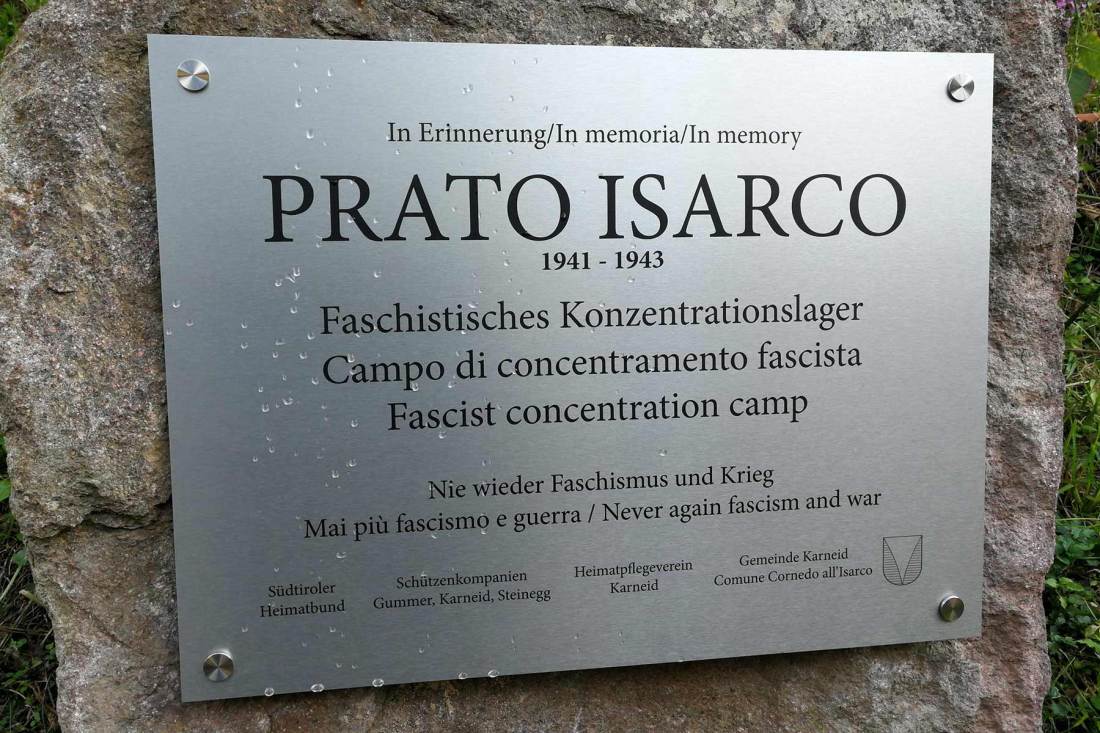 In Erinnerung/In memoria/In memory
PRATO ISARCO
1941 - 1943
Faschistisches Konzentrationslager
Campo di concentramento fascista
Fascist concentration camp
Nie wieder Faschismus und Krieg
Mai più fascismo e guerra / Never again fascism and war
Südtiroler
Heimatbund
Schützenkompanien
Gummer, Karneid, Steinegg
Heimatpflegeverein
Karneid
Gemeinde Karneid
Comune Cornedo all'Isarco